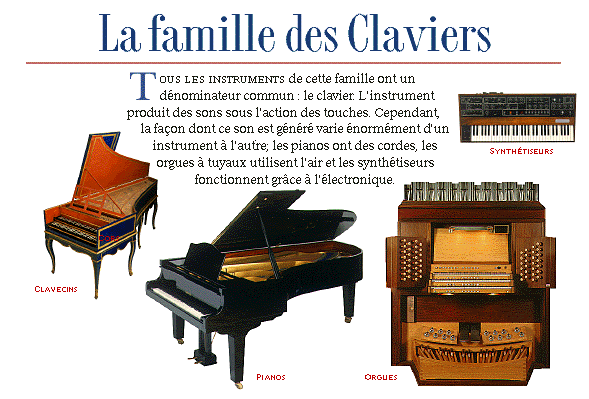 La famille des Claviers
TOUS LES INSTRUMENTS de cette famille ont un
dénominateur commun : le clavier. L'instrument
produit des sons sous l'action des touches. Cependant,
la façon dont ce son est généré varie énormément d'un
instrument à l'autre; les pianos ont des cordes, les
orgues à tuyaux utilisent l'air et les synthétiseurs
fonctionnent grâce à l'électronique.
SYNTHÉTISEURS
CLAVECINS
PIANOS
ORGUES